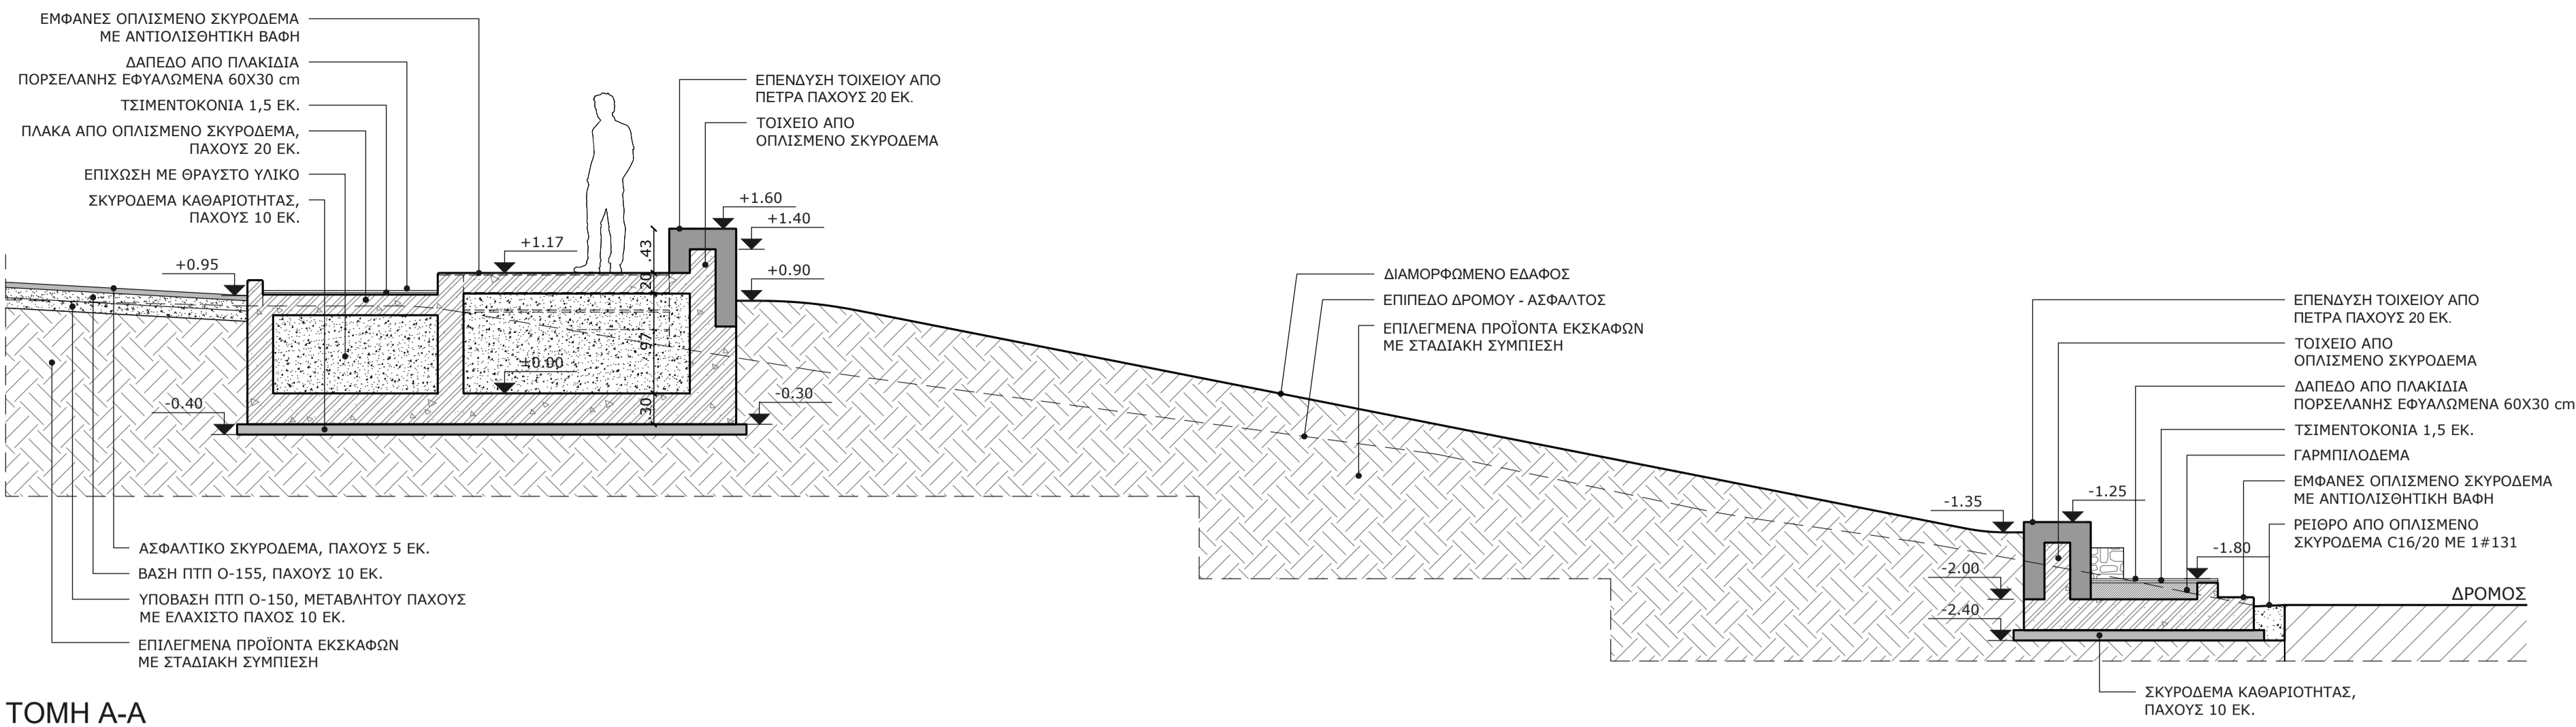 ΕΜΦΑΝΕΣ ΟΠΛΙΣΜΕΝΟ ΣΚΥΡΟΔΕΜΑ
ΜΕ ΑΝΤΙΟΛΙΣΘΗΤΙΚΗ ΒΑΦΗ
ΔΑΠΕΔΟ ΑΠΟ ΠΛΑΚΙΔΙΑ
ΠΟΡΣΕΛΑΝΗΣ ΕΦΥΑΛΩΜΕΝΑ 60Χ30 cm
ΤΣΙΜΕΝΤΟΚΟΝΙΑ 1,5 ΕΚ.
ΠΛΑΚΑ ΑΠΟ ΟΠΛΙΣΜΕΝΟ ΣΚΥΡΟΔΕΜΑ,
ΠΑΧΟΥΣ 20 ΕΚ.
ΕΠΙΧΩΣΗ ΜΕ ΘΡΑΥΣΤΟ ΥΛΙΚΟ
ΣΚΥΡΟΔΕΜΑ ΚΑΘΑΡΙΟΤΗΤΑΣ,
ΠΑΧΟΥΣ 10 ΕΚ.
ΕΠΕΝΔΥΣΗ ΤΟΙΧΕΙΟΥ ΑΠΟ
ΠΕΤΡΑ ΠΑΧΟΥΣ 20 ΕΚ.
ΤΟΙΧΕΙΟ ΑΠΟ
ΟΠΛΙΣΜΕΝΟ ΣΚΥΡΟΔΕΜΑ
+1.60
+1.40
+1.17
+0.95
+0.90
.43
.20
.97
.30
+0.00
-0.40
-0.30
ΔΙΑΜΟΡΦΩΜΕΝΟ ΕΔΑΦΟΣ
ΕΠΙΠΕΔΟ ΔΡΟΜΟΥ - ΑΣΦΑΛΤΟΣ
ΕΠΙΛΕΓΜΕΝΑ ΠΡΟΪΟΝΤΑ ΕΚΣΚΑΦΩΝ
ΜΕ ΣΤΑΔΙΑΚΗ ΣΥΜΠΙΕΣΗ
ΕΠΕΝΔΥΣΗ ΤΟΙΧΕΙΟΥ ΑΠΟ
ΠΕΤΡΑ ΠΑΧΟΥΣ 20 ΕΚ.
ΤΟΙΧΕΙΟ ΑΠΟ
ΟΠΛΙΣΜΕΝΟ ΣΚΥΡΟΔΕΜΑ
ΔΑΠΕΔΟ ΑΠΟ ΠΛΑΚΙΔΙΑ
ΠΟΡΣΕΛΑΝΗΣ ΕΦΥΑΛΩΜΕΝΑ 60Χ30 cm
ΤΣΙΜΕΝΤΟΚΟΝΙΑ 1,5 ΕΚ.
ΓΑΡΜΠΙΛΟΔΕΜΑ
ΕΜΦΑΝΕΣ ΟΠΛΙΣΜΕΝΟ ΣΚΥΡΟΔΕΜΑ
ΜΕ ΑΝΤΙΟΛΙΣΘΗΤΙΚΗ ΒΑΦΗ
ΡΕΙΘΡΟ ΑΠΟ ΟΠΛΙΣΜΕΝΟ
ΣΚΥΡΟΔΕΜΑ C16/20 ΜΕ 1#131
-1.35
-1.25
-1.80
-2.00
-2.40
ΔΡΟΜΟΣ
ΑΣΦΑΛΤΙΚΟ ΣΚΥΡΟΔΕΜΑ, ΠΑΧΟΥΣ 5 ΕΚ.
ΒΑΣΗ ΠΤΠ Ο-155, ΠΑΧΟΥΣ 10 ΕΚ.
ΥΠΟΒΑΣΗ ΠΤΠ Ο-150, ΜΕΤΑΒΛΗΤΟΥ ΠΑΧΟΥΣ
ΜΕ ΕΛΑΧΙΣΤΟ ΠΑΧΟΣ 10 ΕΚ.
ΕΠΙΛΕΓΜΕΝΑ ΠΡΟΪΟΝΤΑ ΕΚΣΚΑΦΩΝ
ΜΕ ΣΤΑΔΙΑΚΗ ΣΥΜΠΙΕΣΗ
ΣΚΥΡΟΔΕΜΑ ΚΑΘΑΡΙΟΤΗΤΑΣ,
ΠΑΧΟΥΣ 10 ΕΚ.
ΤΟΜΗ Α-Α